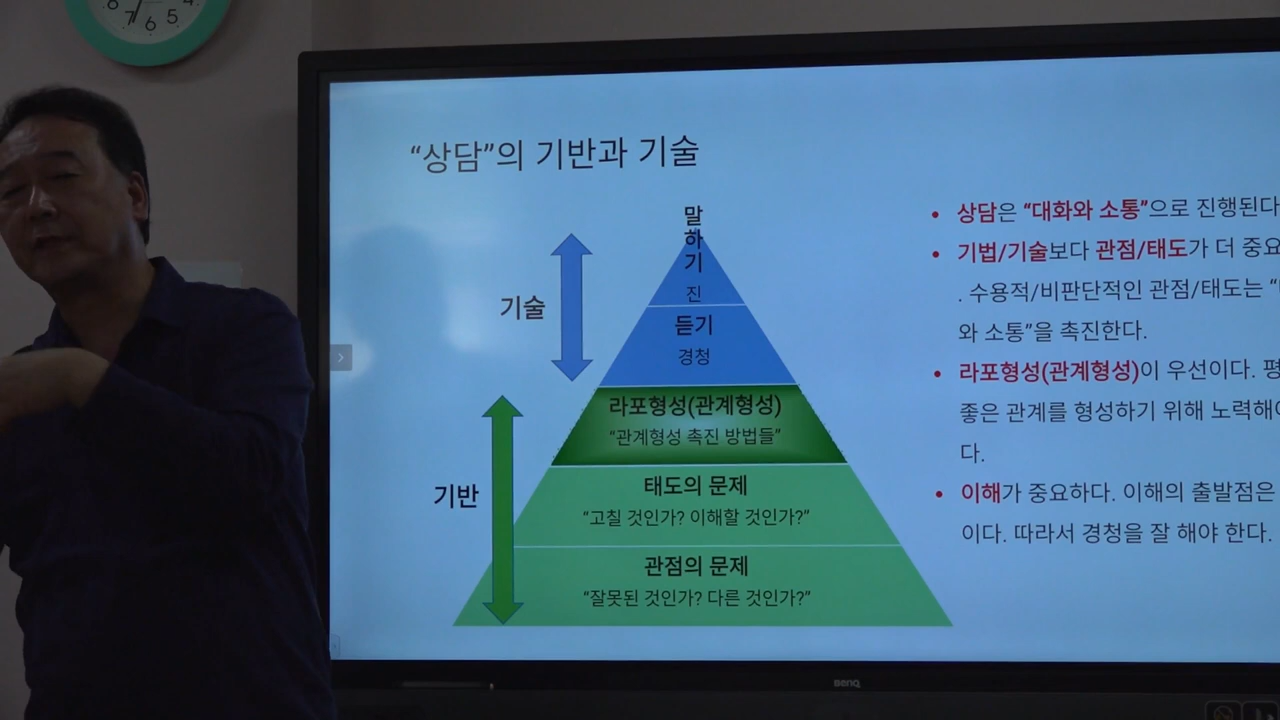 “상담”의 기반과 기술
말
하
기
진
듣기
경청
기술
라포형성(관계형성)
“관계형성 촉진 방법들”
기반
태도의 문제
“고칠 것인가? 이해할 것인가?”
관점의 문제
“잘못된 것인가? 다른 것인가?”
• 상담은 “대화와 소통”으로 진행된다
• 기법/기술보다 관점/태도가 더 중요
. 수용적/비판단적인 관점/태도는
와 소통”을 촉진한다.
• 라포형성(관계형성)이 우선이다. 평
좋은 관계를 형성하기 위해 노력해야
다.
• 이해가 중요하다. 이해의 출발점은
이다. 따라서 경청을 잘 해야 한다.
BenQ
7 6 5